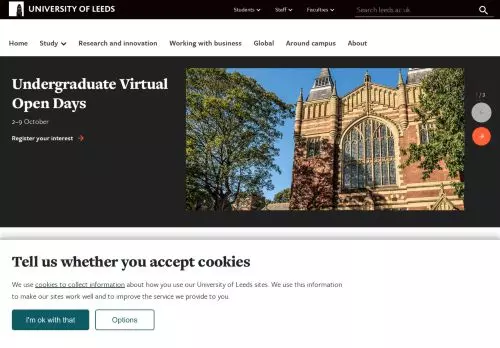 UNIVERSITY OF LEEDS
Students Staff Faculties Search leeds.ac.uk
Home Study Research and innovation Working with business Global Around campus About
Undergraduate Virtual
Open Days
2–9 October
Register your interest
1 / 2
Tell us whether you accept cookies
We use cookies to collect information about how you use our University of Leeds sites. We use this information
to make our sites work well and to improve the service we provide to you.
I'm ok with that Options